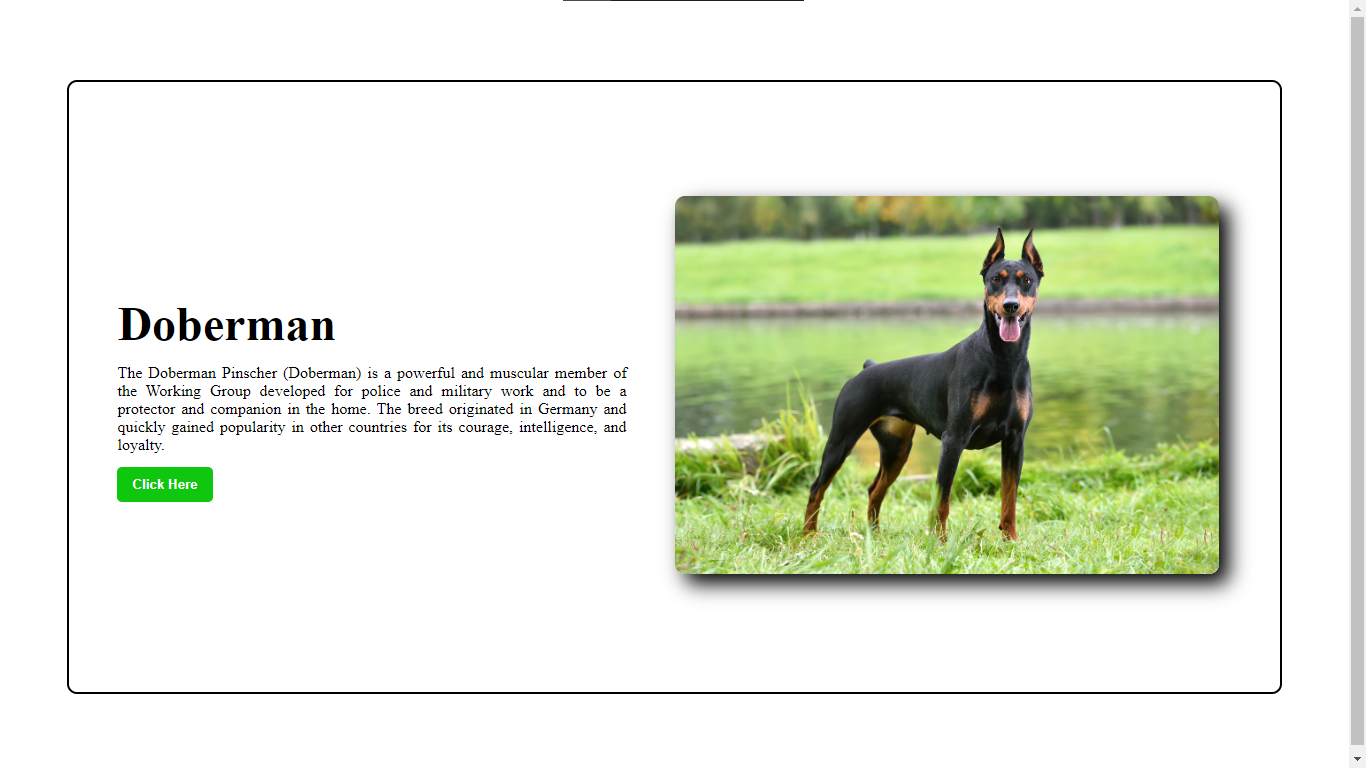 Doberman
The Doberman Pinscher (Doberman) is a powerful and muscular member of
the Working Group developed for police and military work and to be a
protector and companion in the home. The breed originated in Germany and
quickly gained popularity in other countries for its courage, intelligence, and
loyalty.
Click Here